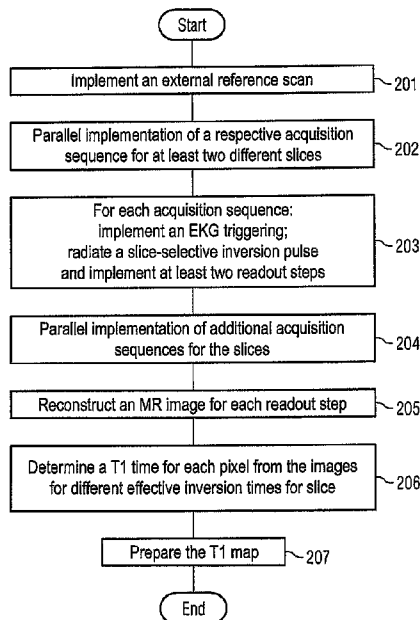 Start
Implement an external reference scan
201
Parallel implementation of a respective acquisition
sequence for at least two different slices
202
For each acquisition sequence:
implement an EKG triggering;
radiate a slice-selective inversion pulse
and implement at least two readout steps
203
Parallel implementation of additional acquisition
sequences for the slices
204
Reconstruct an MR image for each readout step
205
Determine a T1 time for each pixel from the images
for different effective inversion times for slice
206
Prepare the T1 map
207
End